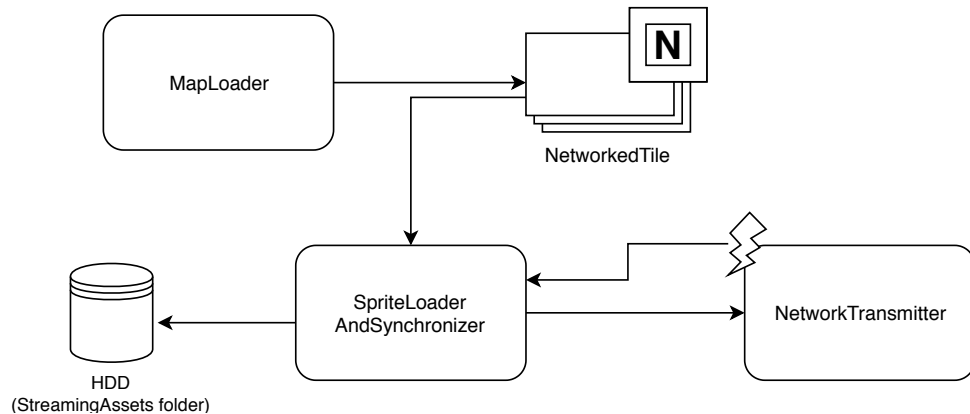 MapLoader
N
NetworkedTile
SpriteLoader
AndSynchronizer
NetworkTransmitter
HDD
(StreamingAssets folder)